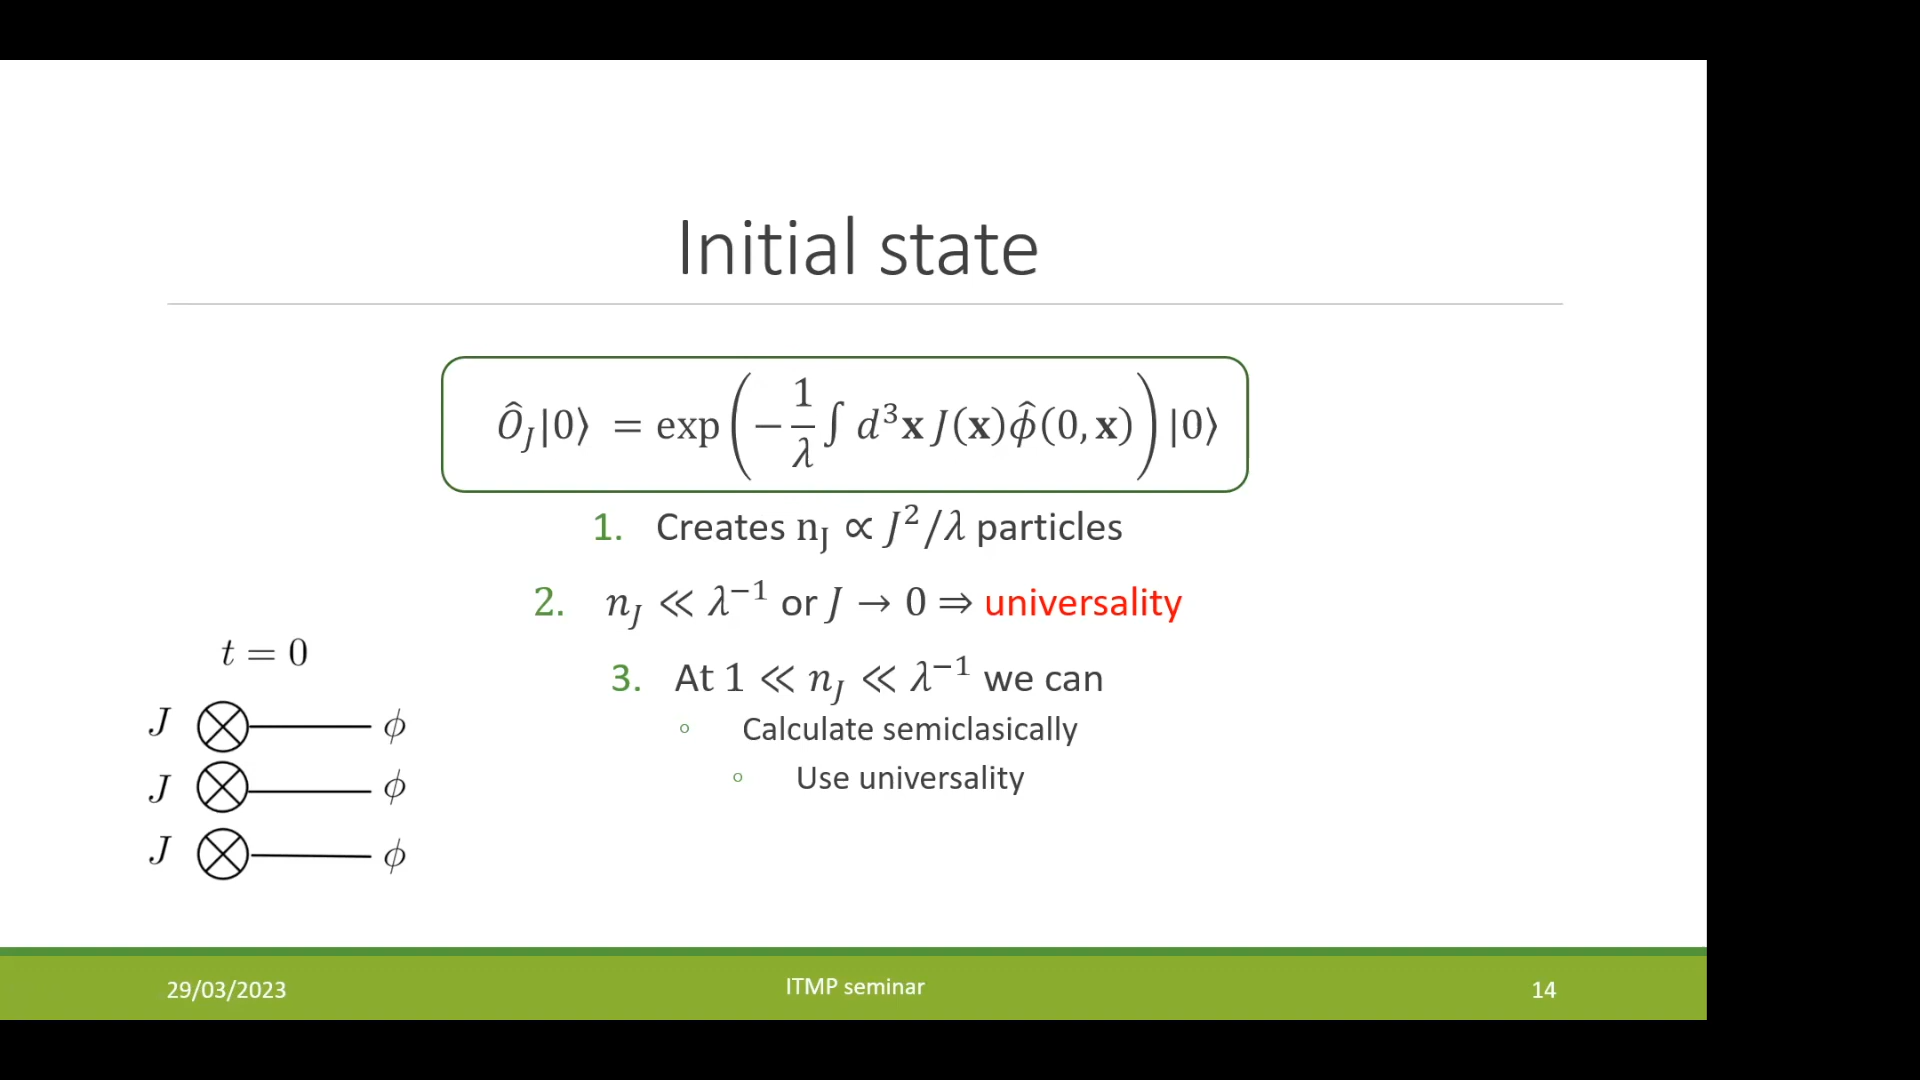 Initial state
Ô_J|0⟩ = exp(−1/λ ∫ d³𝐱 J(𝐱)ϕ̂(0, 𝐱))|0⟩
1. Creates n_J ∝ J²/λ particles
2. n_J ≪ λ⁻¹ or J → 0 ⇒ universality
3. At 1 ≪ n_J ≪ λ⁻¹ we can
◦ Calculate semiclasically
◦ Use universality
t = 0
J ⊗ ϕ
J ⊗ ϕ
J ⊗ ϕ
29/03/2023
ITMP seminar
14